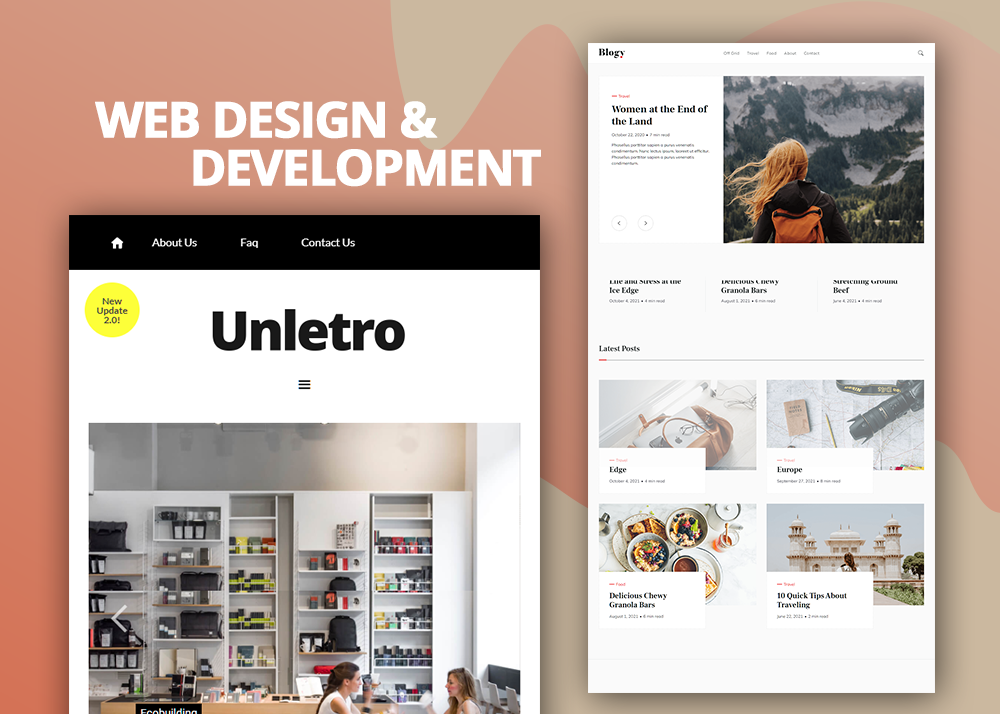 WEB DESIGN &
DEVELOPMENT
About Us
Faq
Contact Us
New
Update
2.0!
Unletro
Ecobuilding
Blogy
Off Grid
Travel
Food
About
Contact
Travel
Women at the End of
the Land
October 22, 2020 • 7 min read
Phasellus porttitor sapien a purus venenatis
condimentum. Nunc lectus ipsum, laoreet ut efficitur.
Phasellus porttitor sapien a purus venenatis
condimentum.
Life and Stress at the
Ice Edge
October 4, 2021 • 4 min read
Delicious Chewy
Granola Bars
August 1, 2021 • 6 min read
Stretching Ground
Beef
June 4, 2021 • 4 min read
Latest Posts
Travel
Edge
October 4, 2021 • 4 min read
Travel
Europe
September 27, 2021 • 8 min read
Food
Delicious Chewy
Granola Bars
August 1, 2021 • 6 min read
Travel
10 Quick Tips About
Traveling
June 22, 2021 • 2 min read